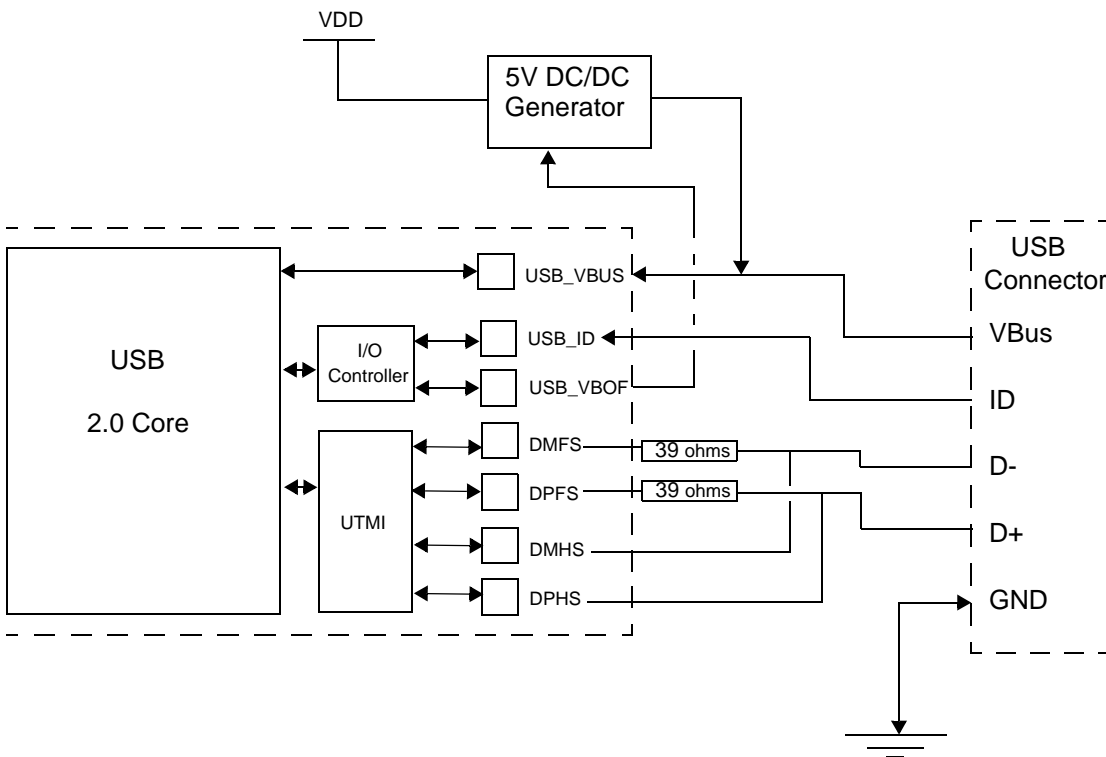 VDD
5V DC/DC
Generator
USB
Connector
USB_VBUS
VBus
USB
2.0 Core
I/O
Controller
USB_ID
USB_VBOF
ID
DMFS
39 ohms
D-
DPFS
39 ohms
UTMI
D+
DMHS
DPHS
GND